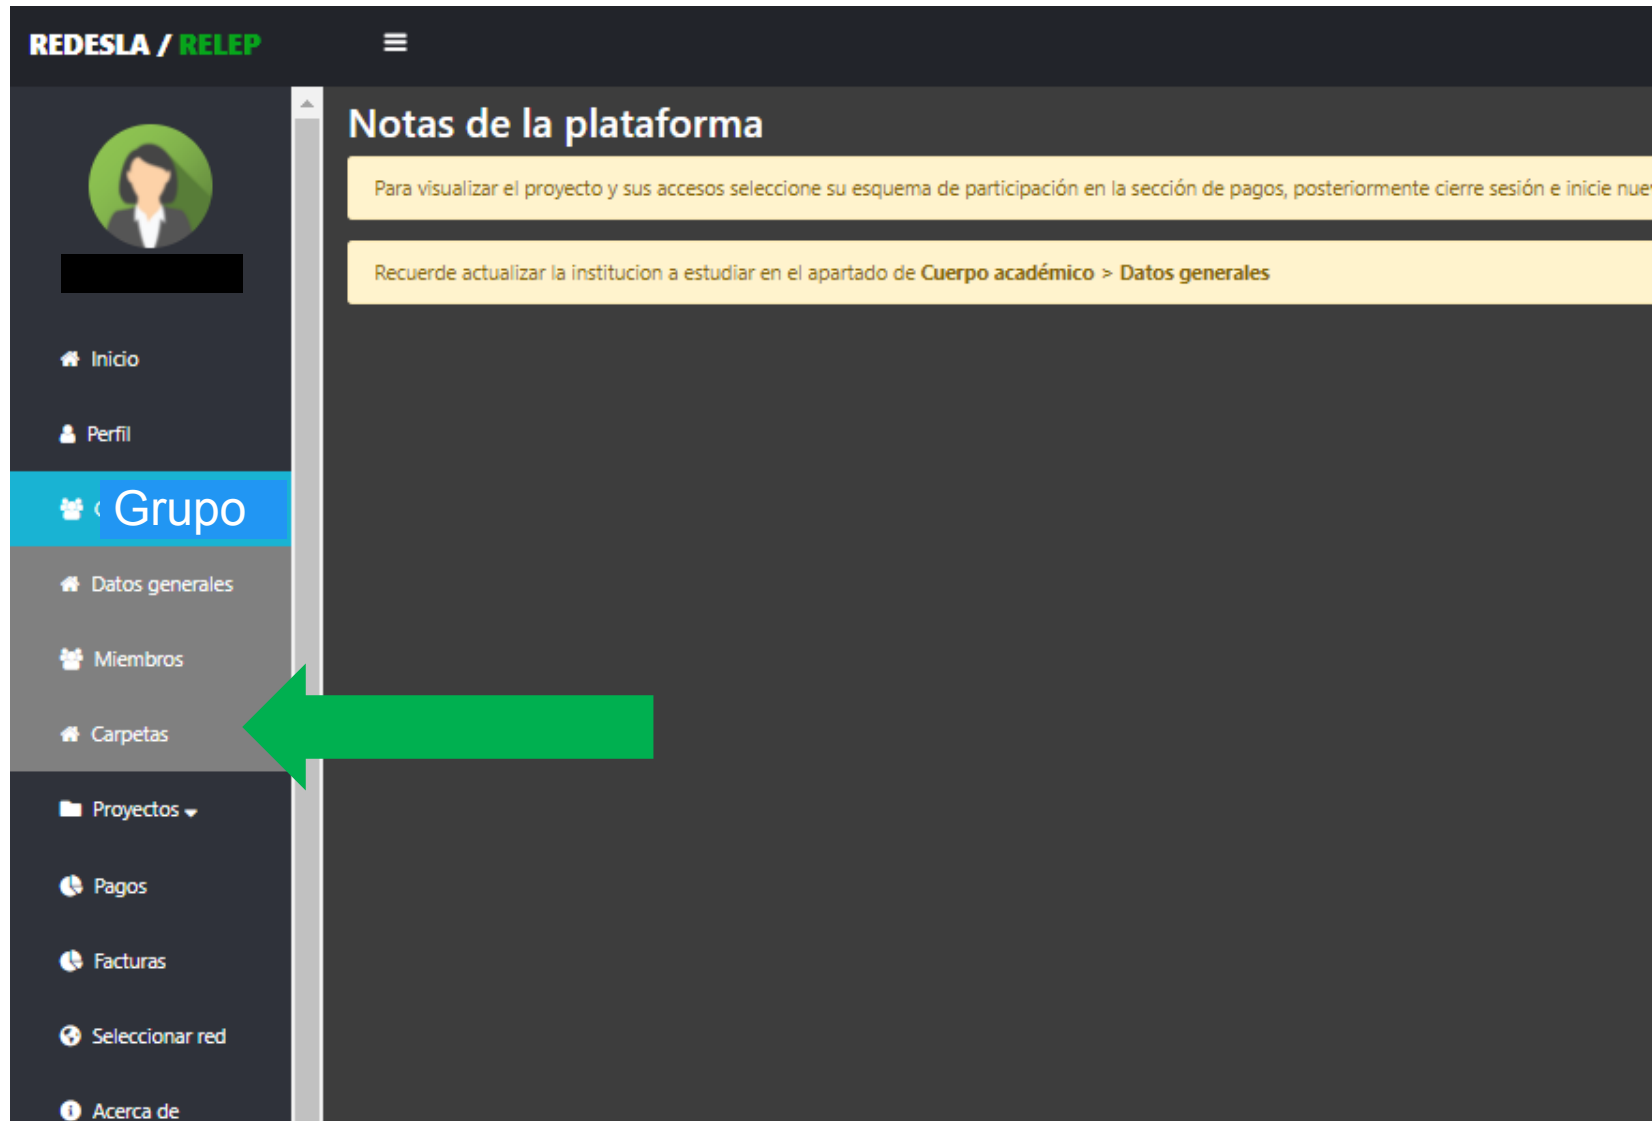 REDESLA / RELEP
Notas de la plataforma
Para visualizar el proyecto y sus accesos seleccione su esquema de participación en la sección de pagos, posteriormente cierre sesión e inicie
Recuerde actualizar la institucion a estudiar en el apartado de Cuerpo académico > Datos generales
Inicio
Perfil
Grupo
Datos generales
Miembros
Carpetas
Proyectos
Pagos
Facturas
Seleccionar red
Acerca de